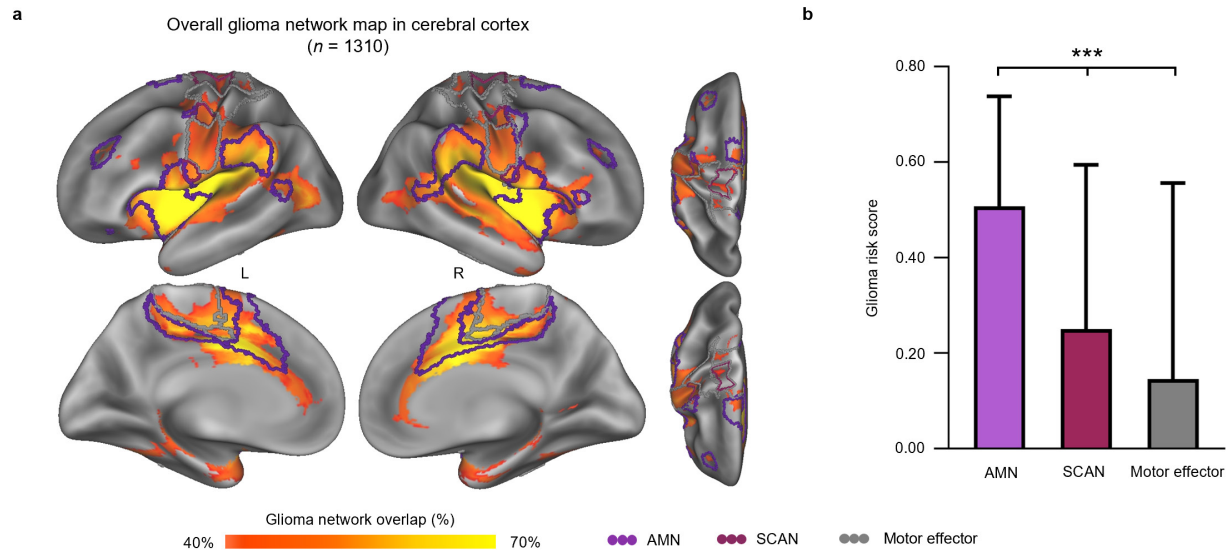 a
Overall glioma network map in cerebral cortex
(n = 1310)
L
R
Glioma network overlap (%)
40%
70%
AMN
SCAN
Motor effector
b
***
0.80
0.60
0.40
0.20
0.00
Glioma risk score
AMN
SCAN
Motor effector